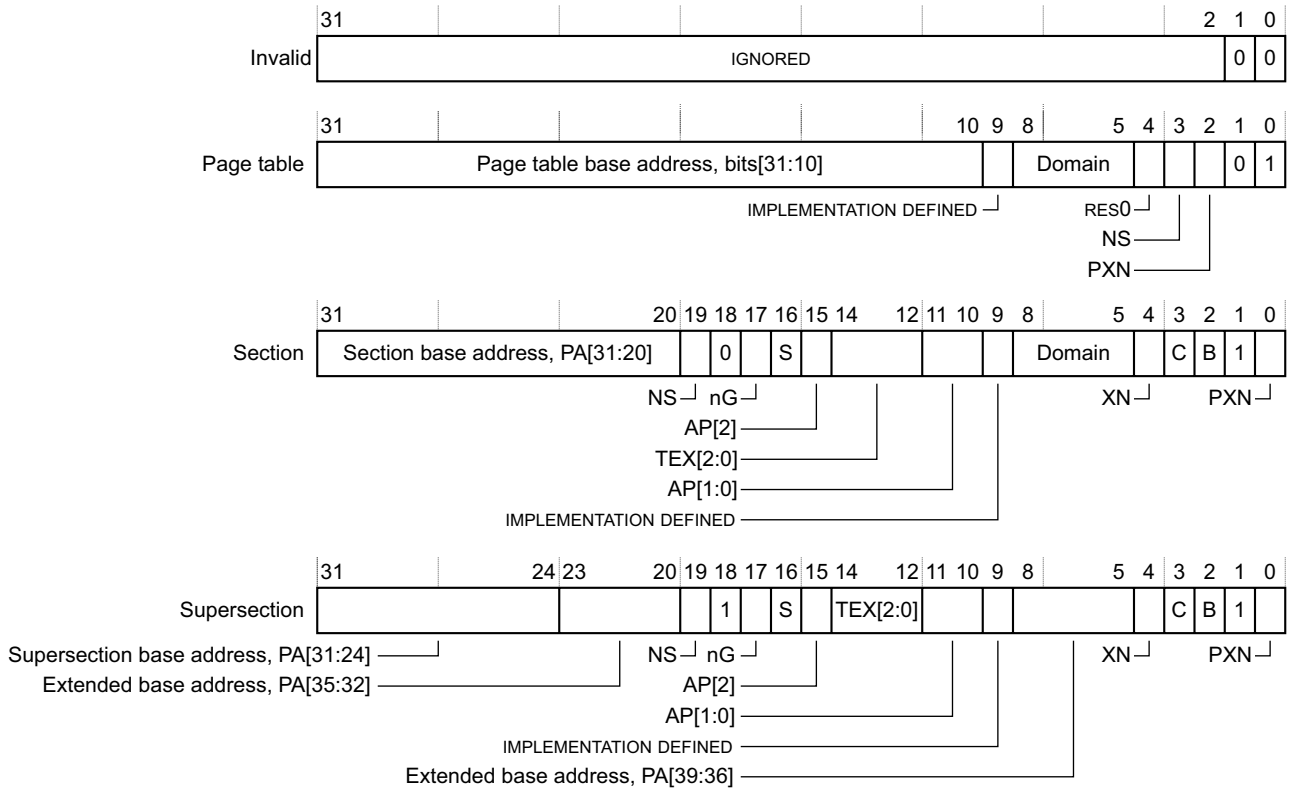 31 2 1 0
Invalid IGNORED 0 0
31 10 9 8 5 4 3 2 1 0
Page table Page table base address, bits[31:10] Domain 0 1
IMPLEMENTATION DEFINED RES0
NS
PXN
31 20 19 18 17 16 15 14 12 11 10 9 8 5 4 3 2 1 0
Section Section base address, PA[31:20] 0 S Domain C B 1
NS nG XN PXN
AP[2]
TEX[2:0]
AP[1:0]
IMPLEMENTATION DEFINED
31 24 23 20 19 18 17 16 15 14 12 11 10 9 8 5 4 3 2 1 0
Supersection 1 S TEX[2:0] C B 1
Supersection base address, PA[31:24] NS nG XN PXN
Extended base address, PA[35:32] AP[2]
AP[1:0]
IMPLEMENTATION DEFINED
Extended base address, PA[39:36]